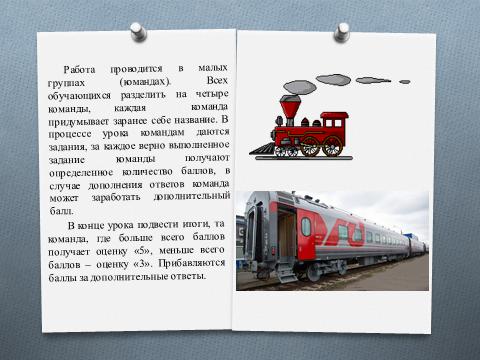 Работа проводится в малых
группах (командах). Всех
обучающихся разделить на четыре
команды, каждая команда
придумывает заранее себе название. В
процессе урока командам даются
задания, за каждое верно выполненное
задание команды получают
определенное количество баллов, в
случае дополнения ответов команда
может заработать дополнительный
балл.
В конце урока подвести итоги, та
команда, где больше всего баллов
получает оценку «5», меньше всего
баллов – оценку «3». Прибавляются
баллы за дополнительные ответы.